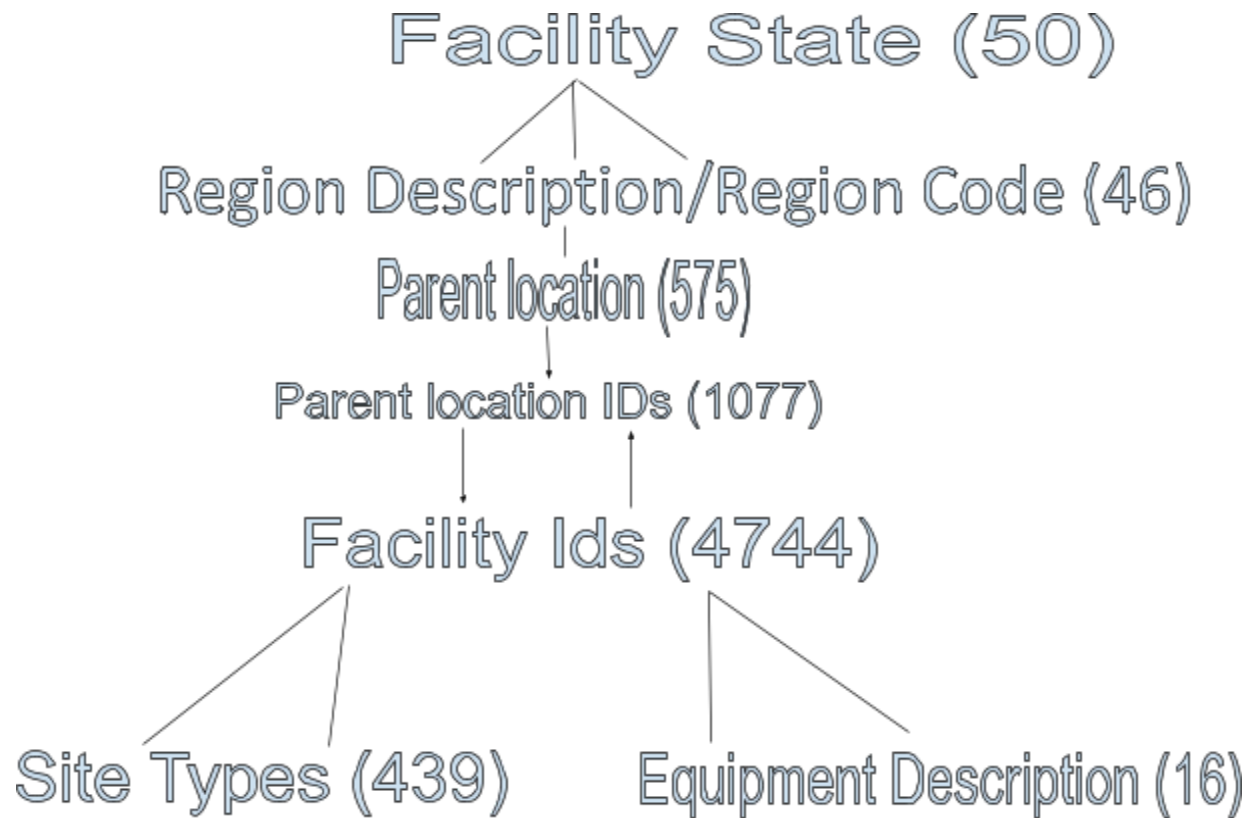 Facility State (50)
Region Description/Region Code (46)
Parent location (575)
Parent location IDs (1077)
Facility Ids (4744)
Site Types (439)
Equipment Description (16)